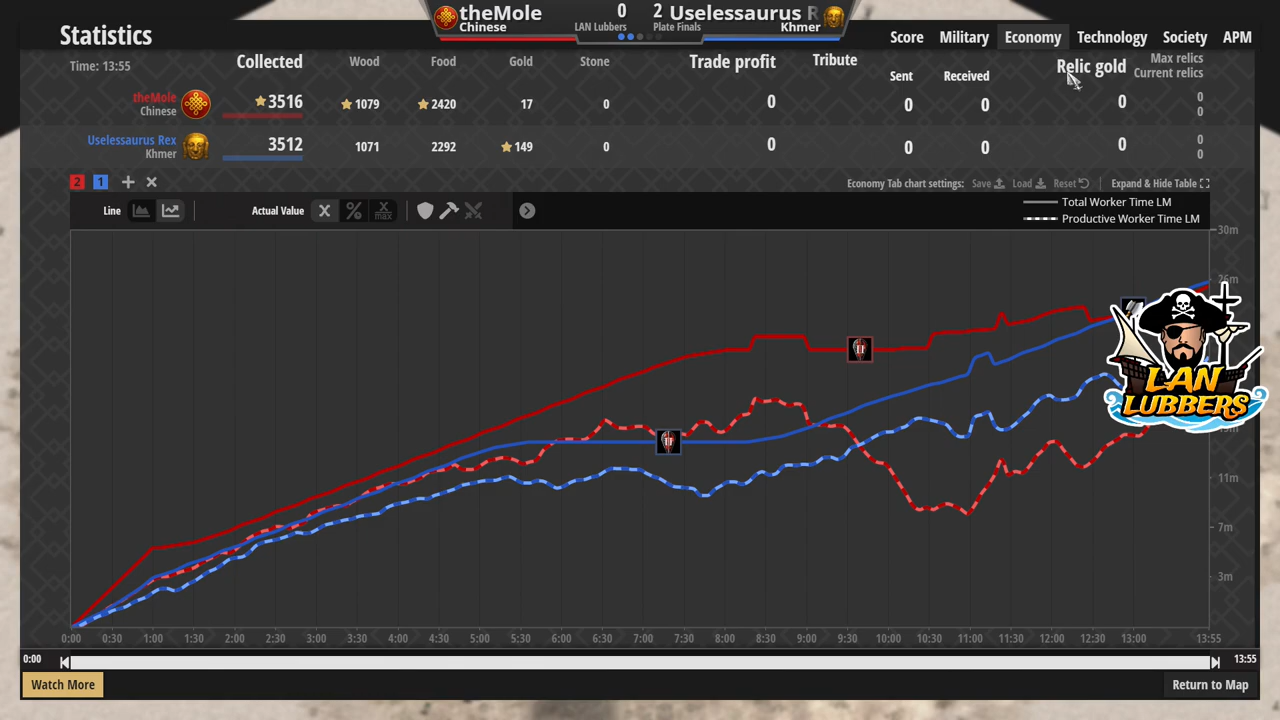 theMole 0 2 Uselessaurus R
Chinese LAN Lubbers Plate Finals Khmer
Statistics
Score Military Economy Technology Society APM
Time: 13:55
Collected Wood Food Gold Stone Trade profit Tribute Sent Received Relic gold Max relics
Current relics
theMole
Chinese
3516 1079 2420 17 0 0 0 0 0 0
0
Uselessaurus Rex
Khmer
3512 1071 2292 149 0 0 0 0 0 0
0
2 1 + ×
Economy Tab chart settings: Save Load Reset Expand & Hide Table
Line Actual Value X % X/max
Total Worker Time LM
Productive Worker Time LM
30m
26m
11m
7m
3m
II
II
LAN
LUBBERS
0:00 0:30 1:00 1:30 2:00 2:30 3:00 3:30 4:00 4:30 5:00 5:30 6:00 6:30 7:00 7:30 8:00 8:30 9:00 9:30 10:00 10:30 11:00 11:30 12:00 12:30 13:00 13:55
0:00 13:55
Watch More Return to Map